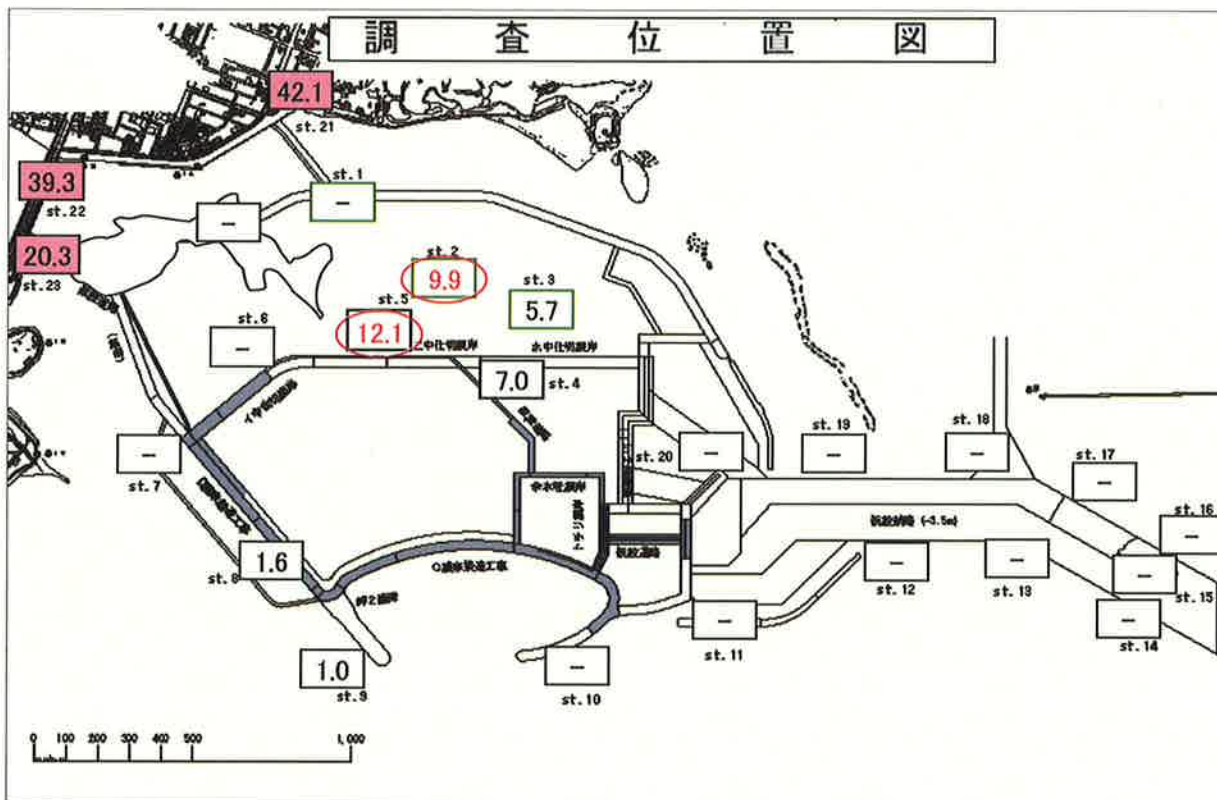 調査位置図
42.1
st.21
39.3
st.22
20.3
st.23
st.1
－
－
st.2
9.9
st.3
5.7
st.5
12.1
st.6
－
7.0
st.4
－
st.7
1.6
st.8
1.0
st.9
－
st.10
－
st.11
－
st.12
－
st.13
st.14
－
－
st.15
st.16
－
st.17
－
st.18
－
st.19
－
st.20
－
(-3.5m)
0 100 200 300 400 500 1,000